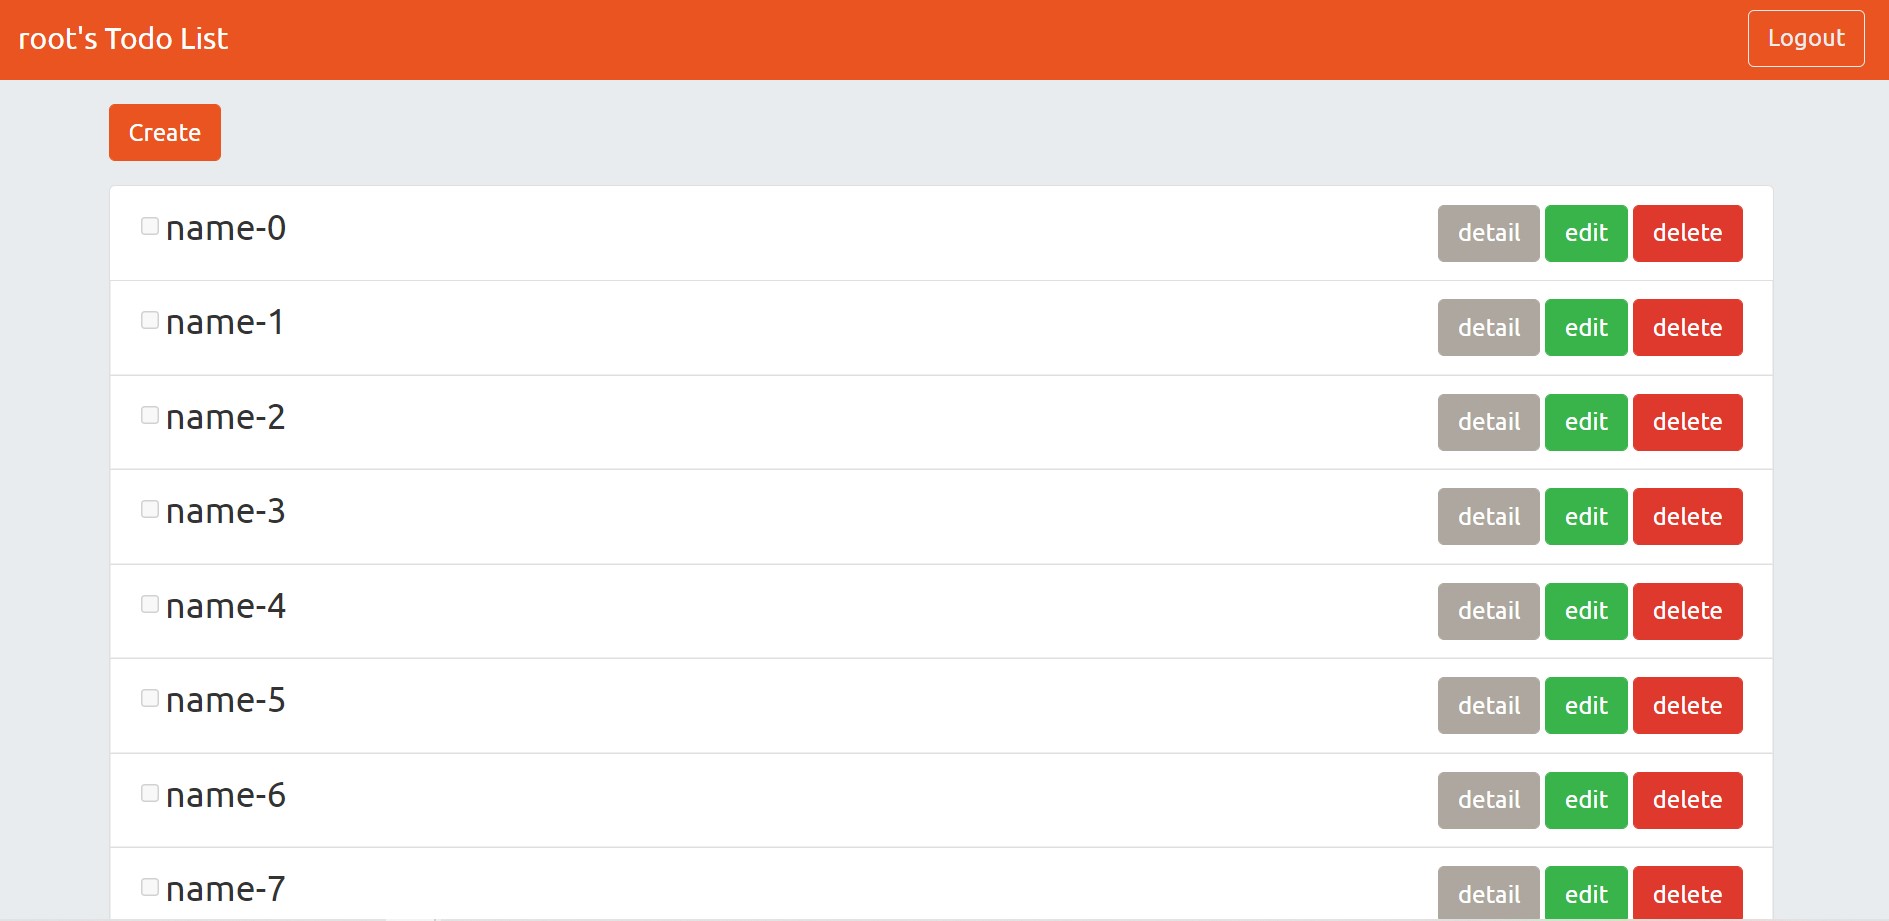 root's Todo List Logout
Create
name-0 detail edit delete
name-1 detail edit delete
name-2 detail edit delete
name-3 detail edit delete
name-4 detail edit delete
name-5 detail edit delete
name-6 detail edit delete
name-7 detail edit delete